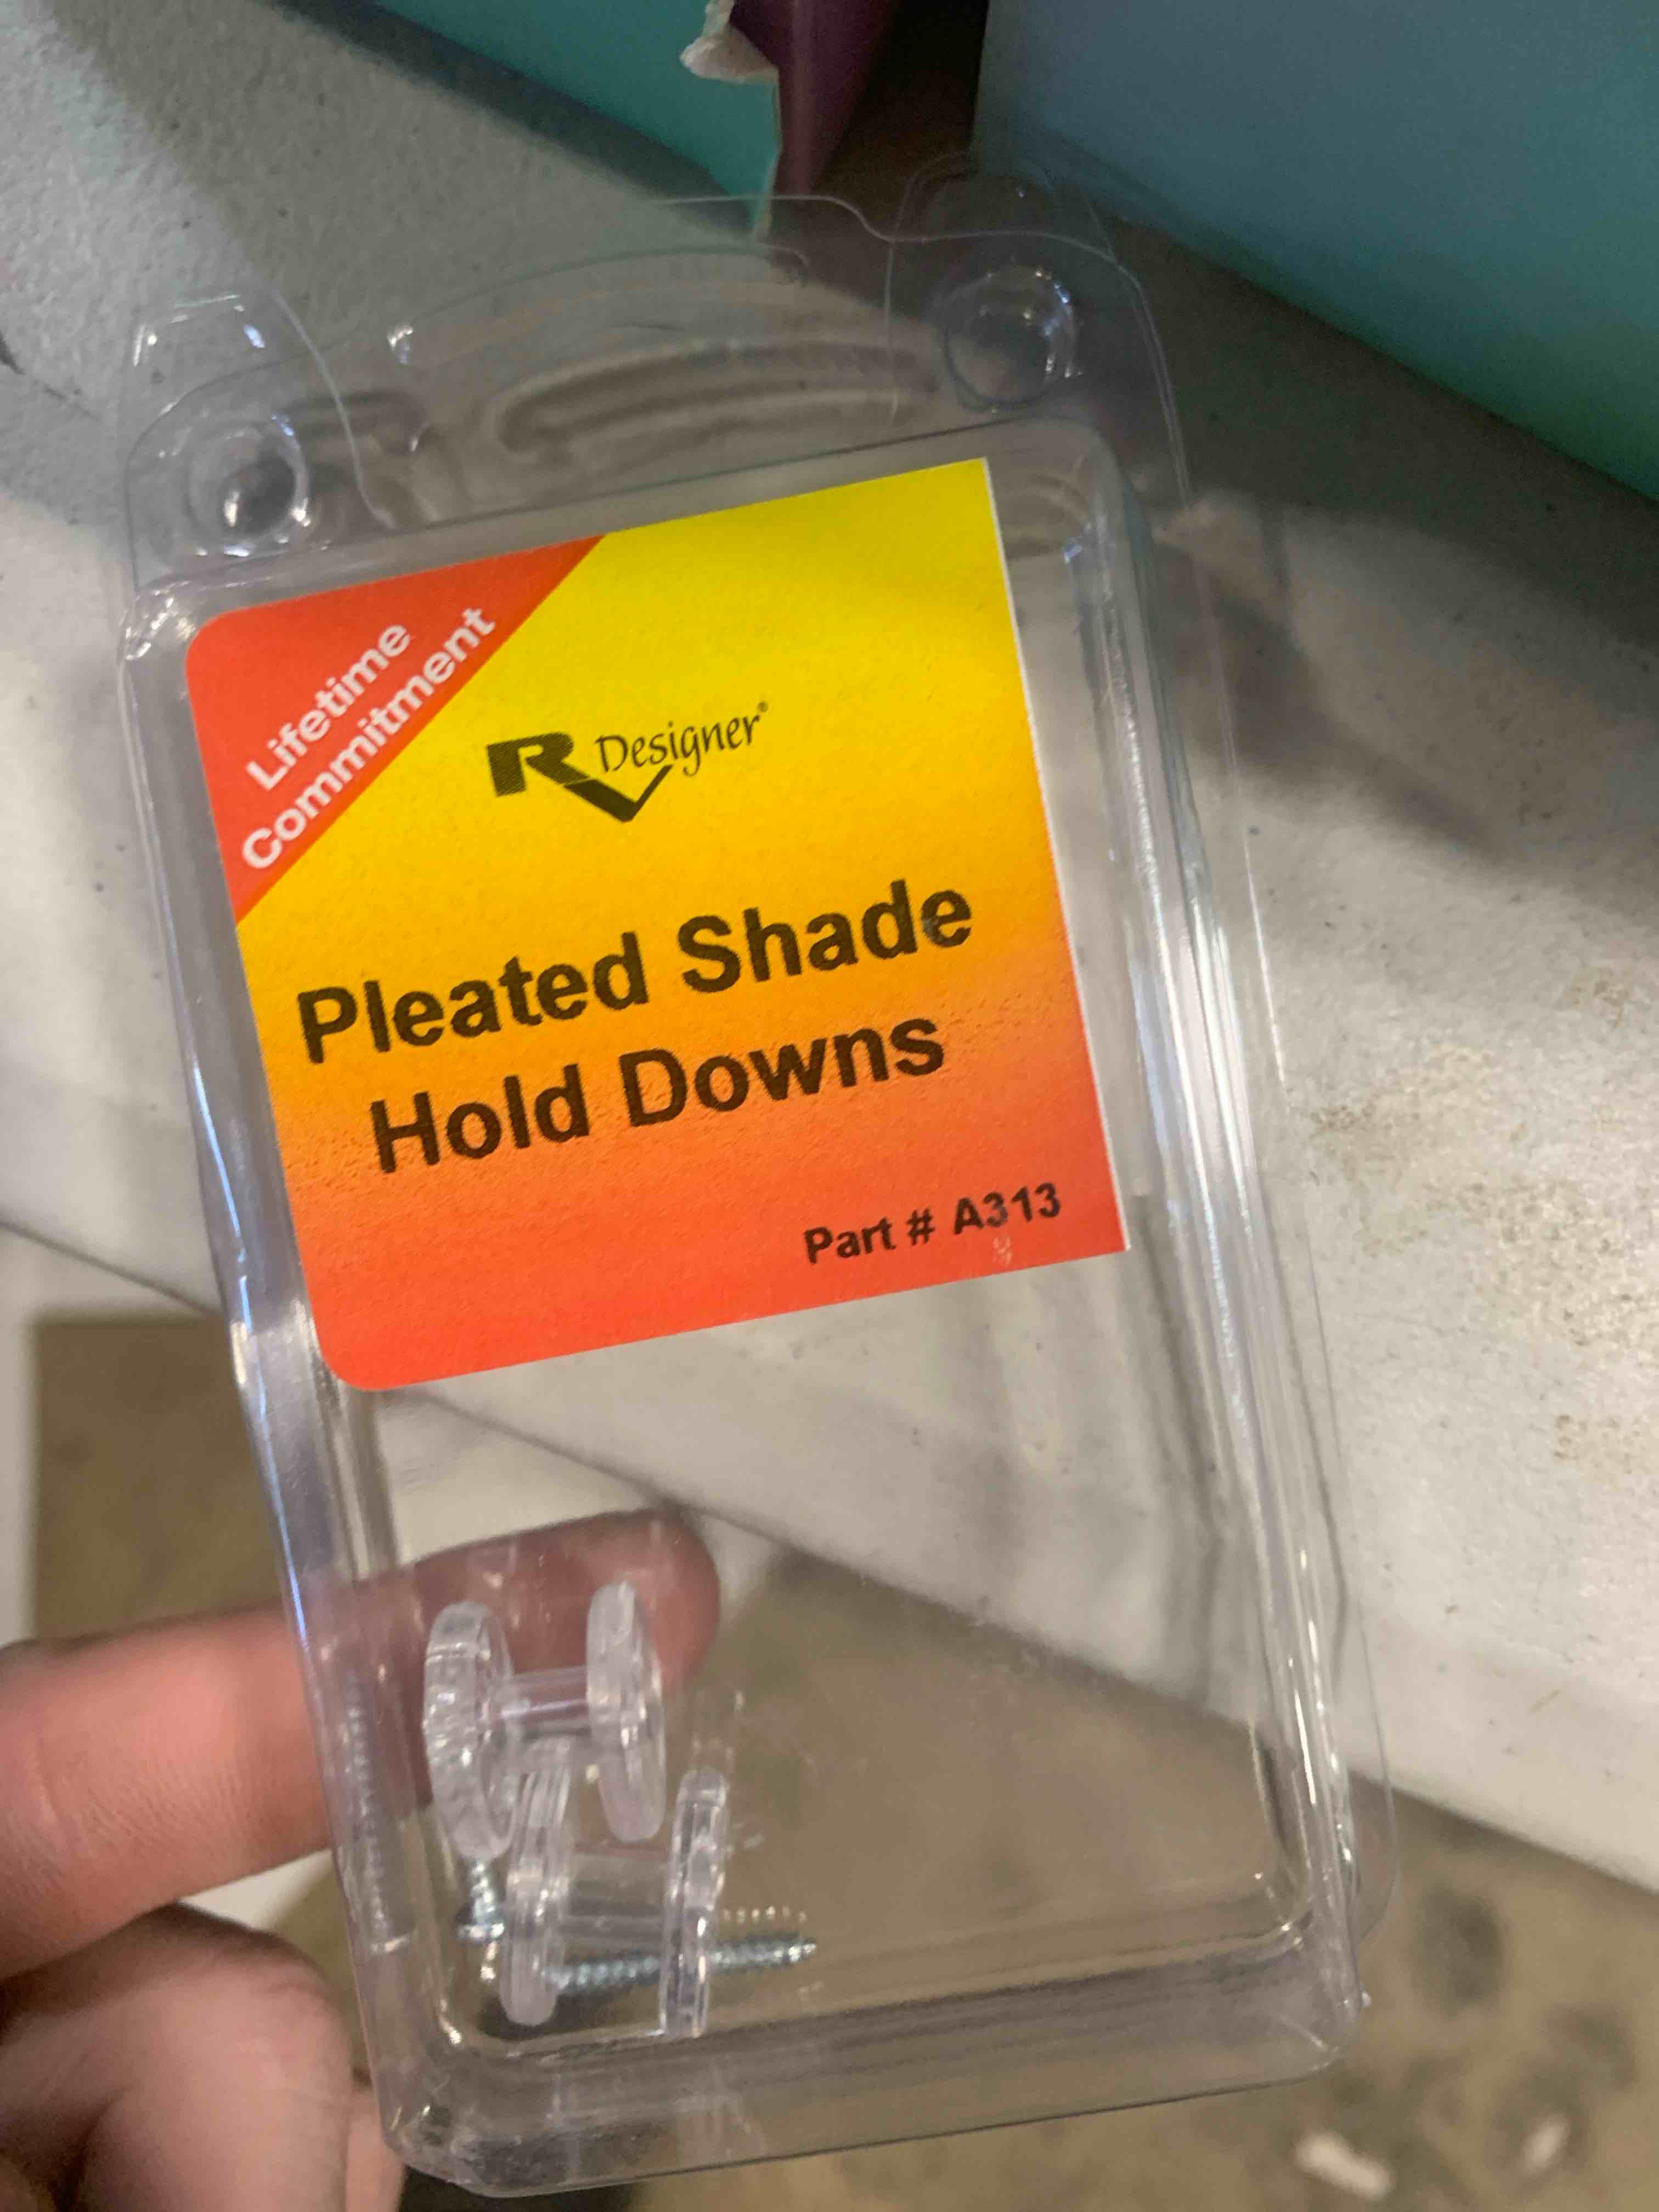 Lifetime
Commitment
RV Designer®
Pleated Shade
Hold Downs
Part # A313